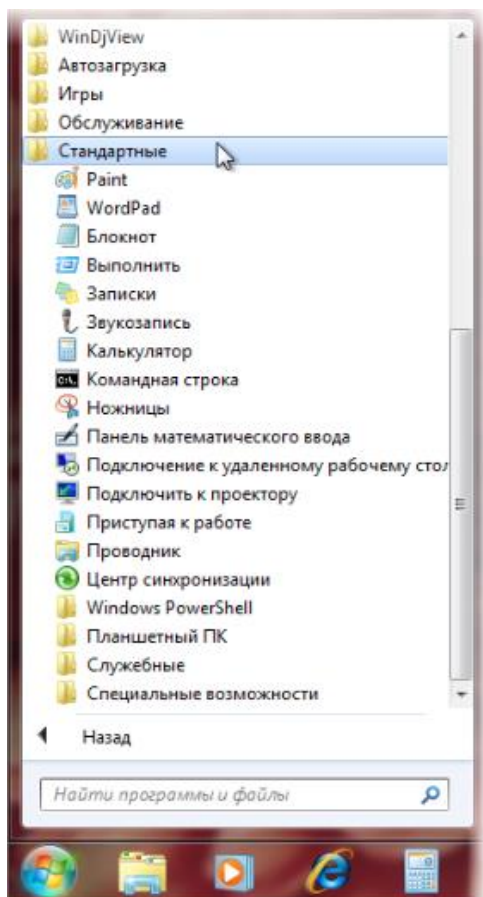 WinDjView
Автозагрузка
Игры
Обслуживание
Стандартные
Paint
WordPad
Блокнот
Выполнить
Записки
Звукозапись
Калькулятор
Командная строка
Ножницы
Панель математического ввода
Подключение к удаленному рабочему стол
Подключить к проектору
Приступая к работе
Проводник
Центр синхронизации
Windows PowerShell
Планшетный ПК
Служебные
Специальные возможности
Назад
Найти программы и файлы